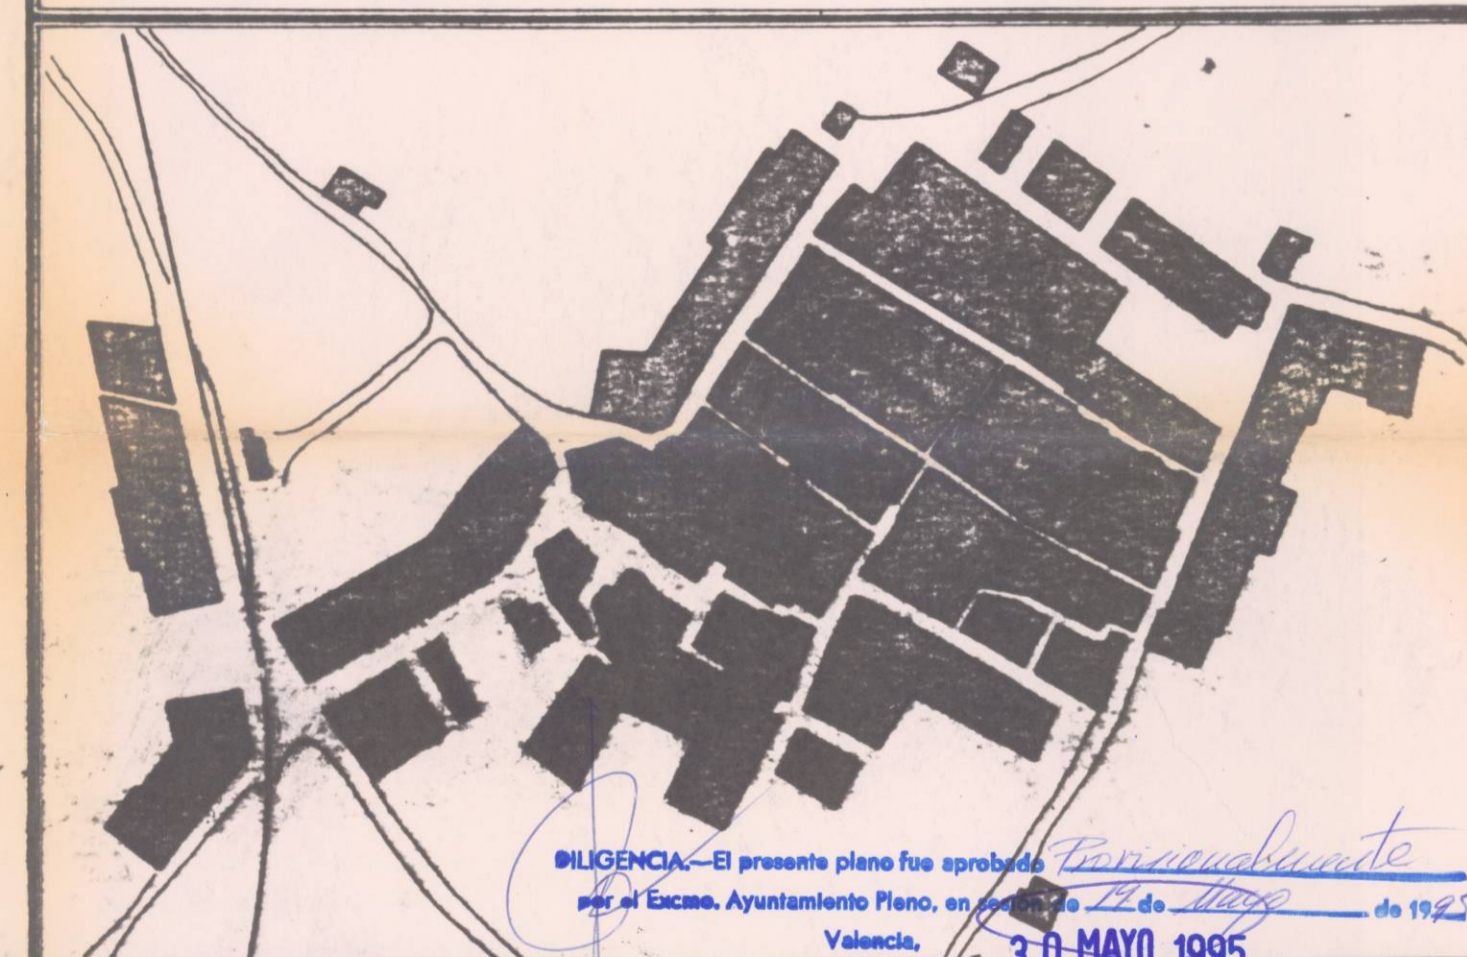 DILIGENCIA.—El presente plano fue aprobado Provisionalmente
por el Excmo. Ayuntamiento Pleno, en sesión de 19 de Mayo de 1995
Valencia,
30 MAYO 1995